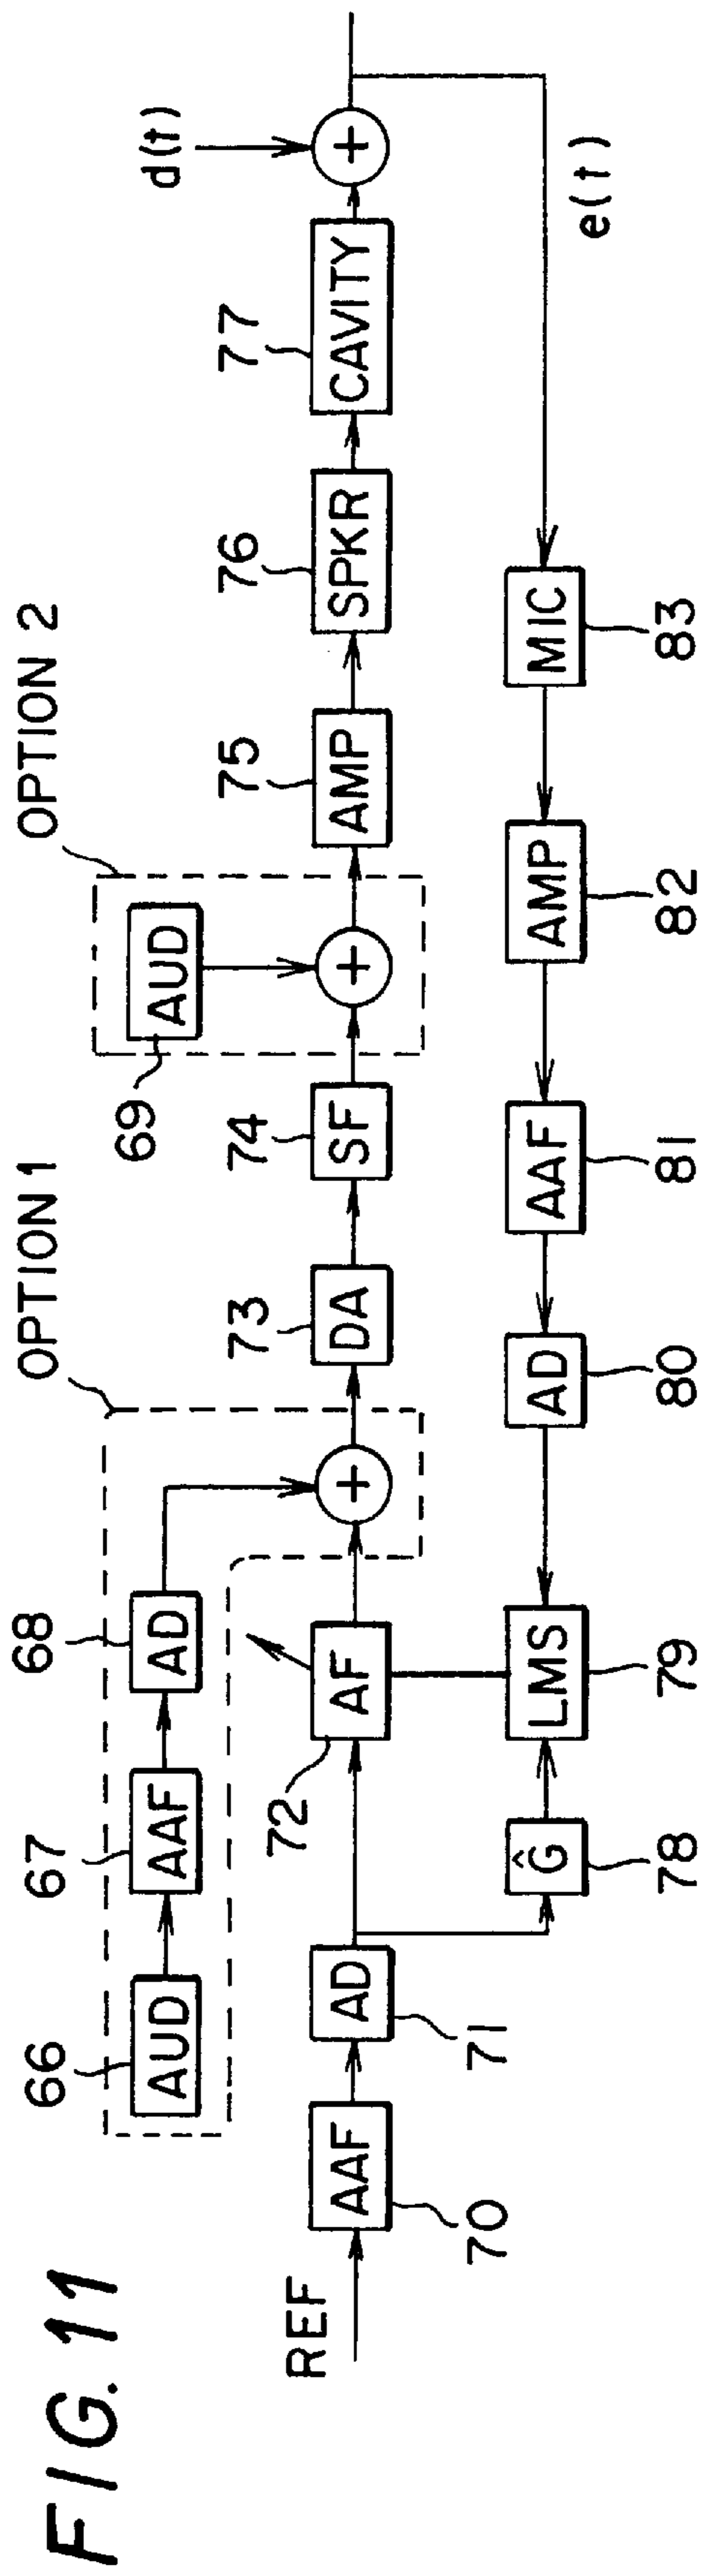 FIG. 11
OPTION 1
OPTION 2
66
AUD
67
AAF
68
AD
69
AUD
REF
AAF
70
AD
71
72
AF
+
73
DA
74
SF
+
75
AMP
76
SPKR
77
CAVITY
d(t)
+
e(t)
Ĝ
78
LMS
79
AD
80
AAF
81
AMP
82
MIC
83